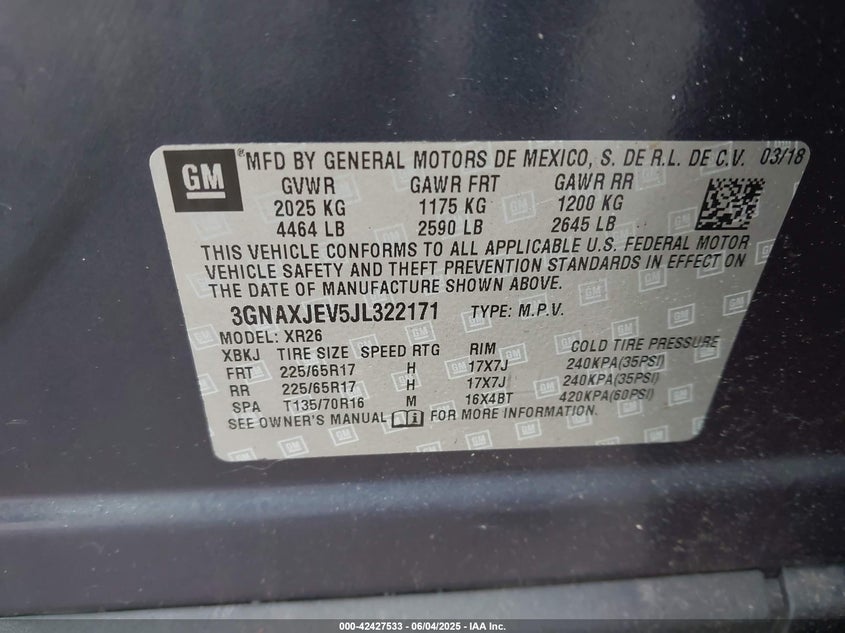 GM
®MFD BY GENERAL MOTORS DE MEXICO, S. DE R.L. DE C.V. 03/18
GVWR GAWR FRT GAWR RR
2025 KG 1175 KG 1200 KG
4464 LB 2590 LB 2645 LB
THIS VEHICLE CONFORMS TO ALL APPLICABLE U.S. FEDERAL MOTOR
VEHICLE SAFETY AND THEFT PREVENTION STANDARDS IN EFFECT ON
THE DATE OF MANUFACTURE SHOWN ABOVE.
3GNAXJEV5JL322171 TYPE: M.P.V.
MODEL: XR26
XBKJ TIRE SIZE SPEED RTG RIM COLD TIRE PRESSURE
FRT 225/65R17 H 17X7J 240KPA(35PSI)
RR 225/65R17 H 17X7J 240KPA(35PSI)
SPA T135/70R16 M 16X4BT 420KPA(60PSI)
SEE OWNER'S MANUAL i FOR MORE INFORMATION.
000-42427533 - 06/04/2025 - IAA Inc.